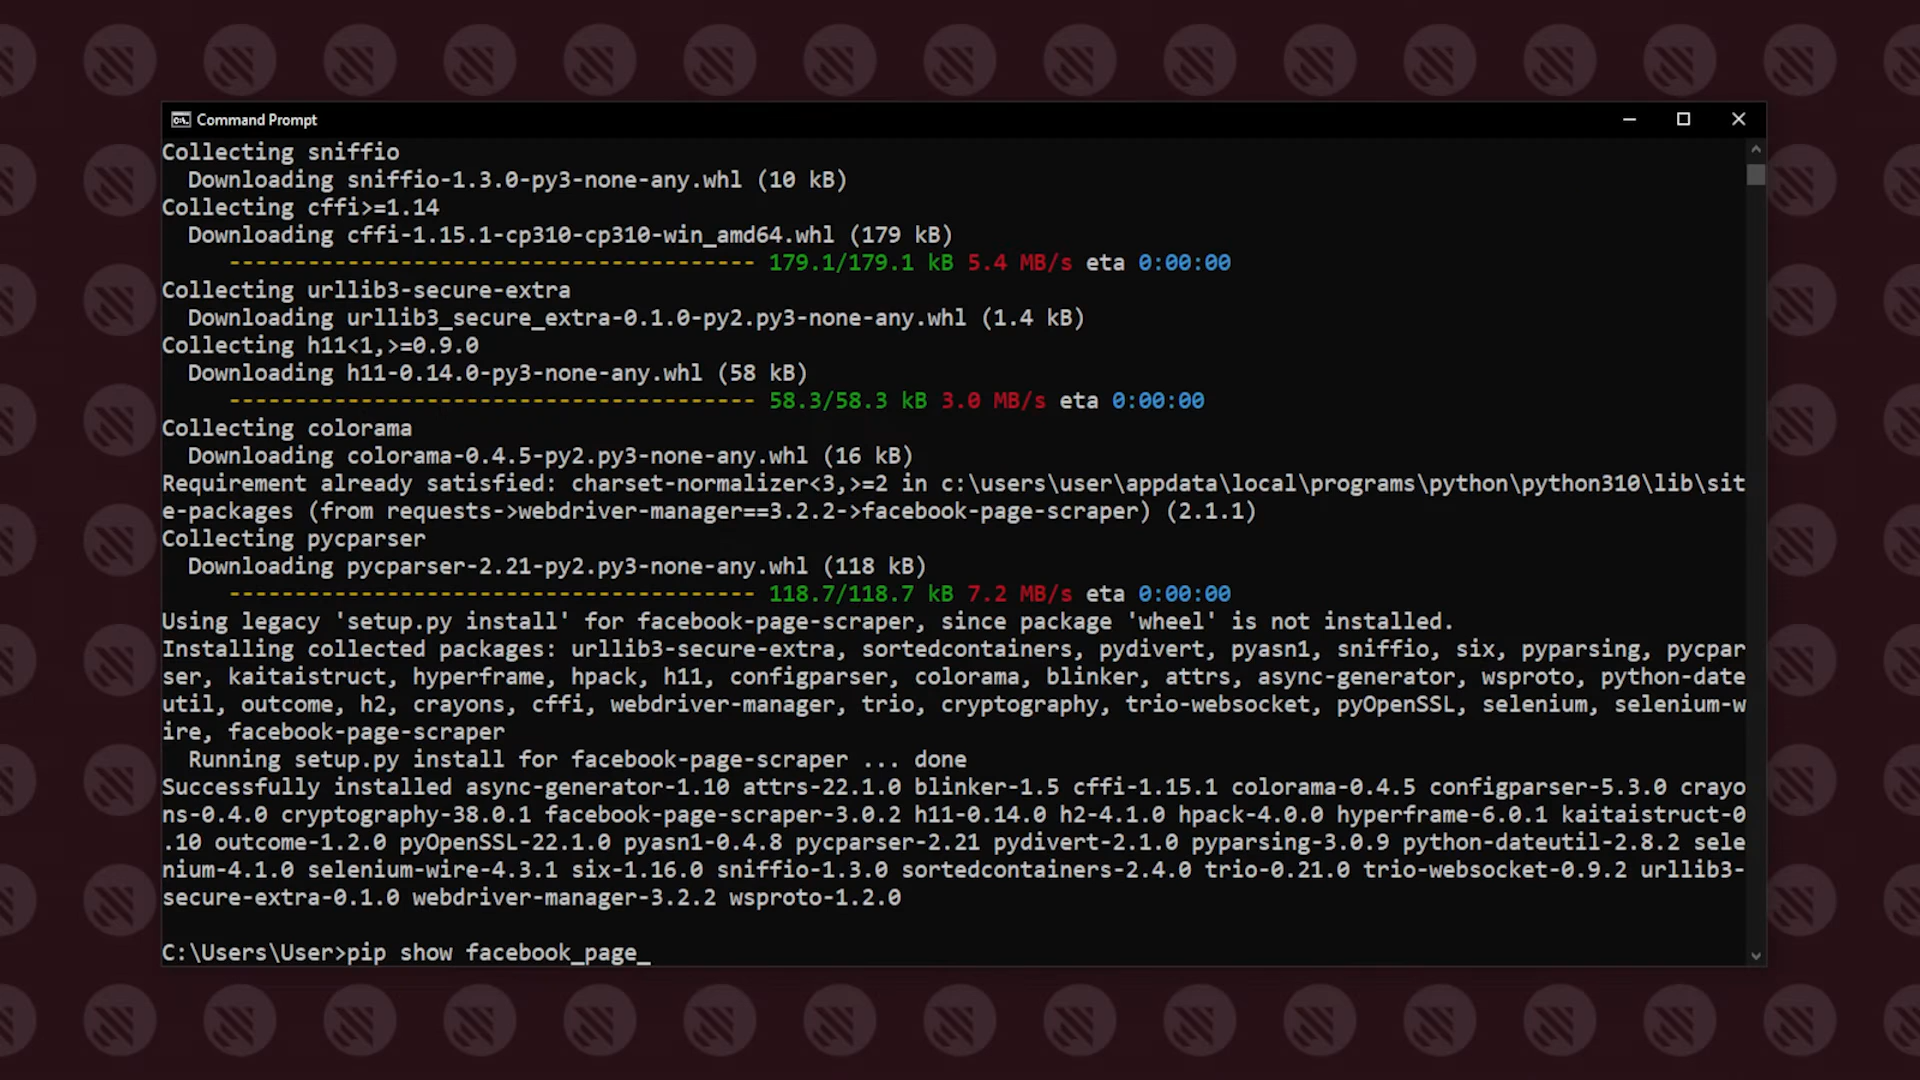 Command Prompt
Collecting sniffio
  Downloading sniffio-1.3.0-py3-none-any.whl (10 kB)
Collecting cffi>=1.14
  Downloading cffi-1.15.1-cp310-cp310-win_amd64.whl (179 kB)
     ---------------------------------------- 179.1/179.1 kB 5.4 MB/s eta 0:00:00
Collecting urllib3-secure-extra
  Downloading urllib3_secure_extra-0.1.0-py2.py3-none-any.whl (1.4 kB)
Collecting h11<1,>=0.9.0
  Downloading h11-0.14.0-py3-none-any.whl (58 kB)
     ---------------------------------------- 58.3/58.3 kB 3.0 MB/s eta 0:00:00
Collecting colorama
  Downloading colorama-0.4.5-py2.py3-none-any.whl (16 kB)
Requirement already satisfied: charset-normalizer<3,>=2 in c:\users\user\appdata\local\programs\python\python310\lib\sit
e-packages (from requests->webdriver-manager==3.2.2->facebook-page-scraper) (2.1.1)
Collecting pycparser
  Downloading pycparser-2.21-py2.py3-none-any.whl (118 kB)
     ---------------------------------------- 118.7/118.7 kB 7.2 MB/s eta 0:00:00
Using legacy 'setup.py install' for facebook-page-scraper, since package 'wheel' is not installed.
Installing collected packages: urllib3-secure-extra, sortedcontainers, pydivert, pyasn1, sniffio, six, pyparsing, pycpar
ser, kaitaistruct, hyperframe, hpack, h11, configparser, colorama, blinker, attrs, async-generator, wsproto, python-date
util, outcome, h2, crayons, cffi, webdriver-manager, trio, cryptography, trio-websocket, pyOpenSSL, selenium, selenium-w
ire, facebook-page-scraper
  Running setup.py install for facebook-page-scraper ... done
Successfully installed async-generator-1.10 attrs-22.1.0 blinker-1.5 cffi-1.15.1 colorama-0.4.5 configparser-5.3.0 crayo
ns-0.4.0 cryptography-38.0.1 facebook-page-scraper-3.0.2 h11-0.14.0 h2-4.1.0 hpack-4.0.0 hyperframe-6.0.1 kaitaistruct-0
.10 outcome-1.2.0 pyOpenSSL-22.1.0 pyasn1-0.4.8 pycparser-2.21 pydivert-2.1.0 pyparsing-3.0.9 python-dateutil-2.8.2 sele
nium-4.1.0 selenium-wire-4.3.1 six-1.16.0 sniffio-1.3.0 sortedcontainers-2.4.0 trio-0.21.0 trio-websocket-0.9.2 urllib3-
secure-extra-0.1.0 webdriver-manager-3.2.2 wsproto-1.2.0
C:\Users\User>pip show facebook_page_